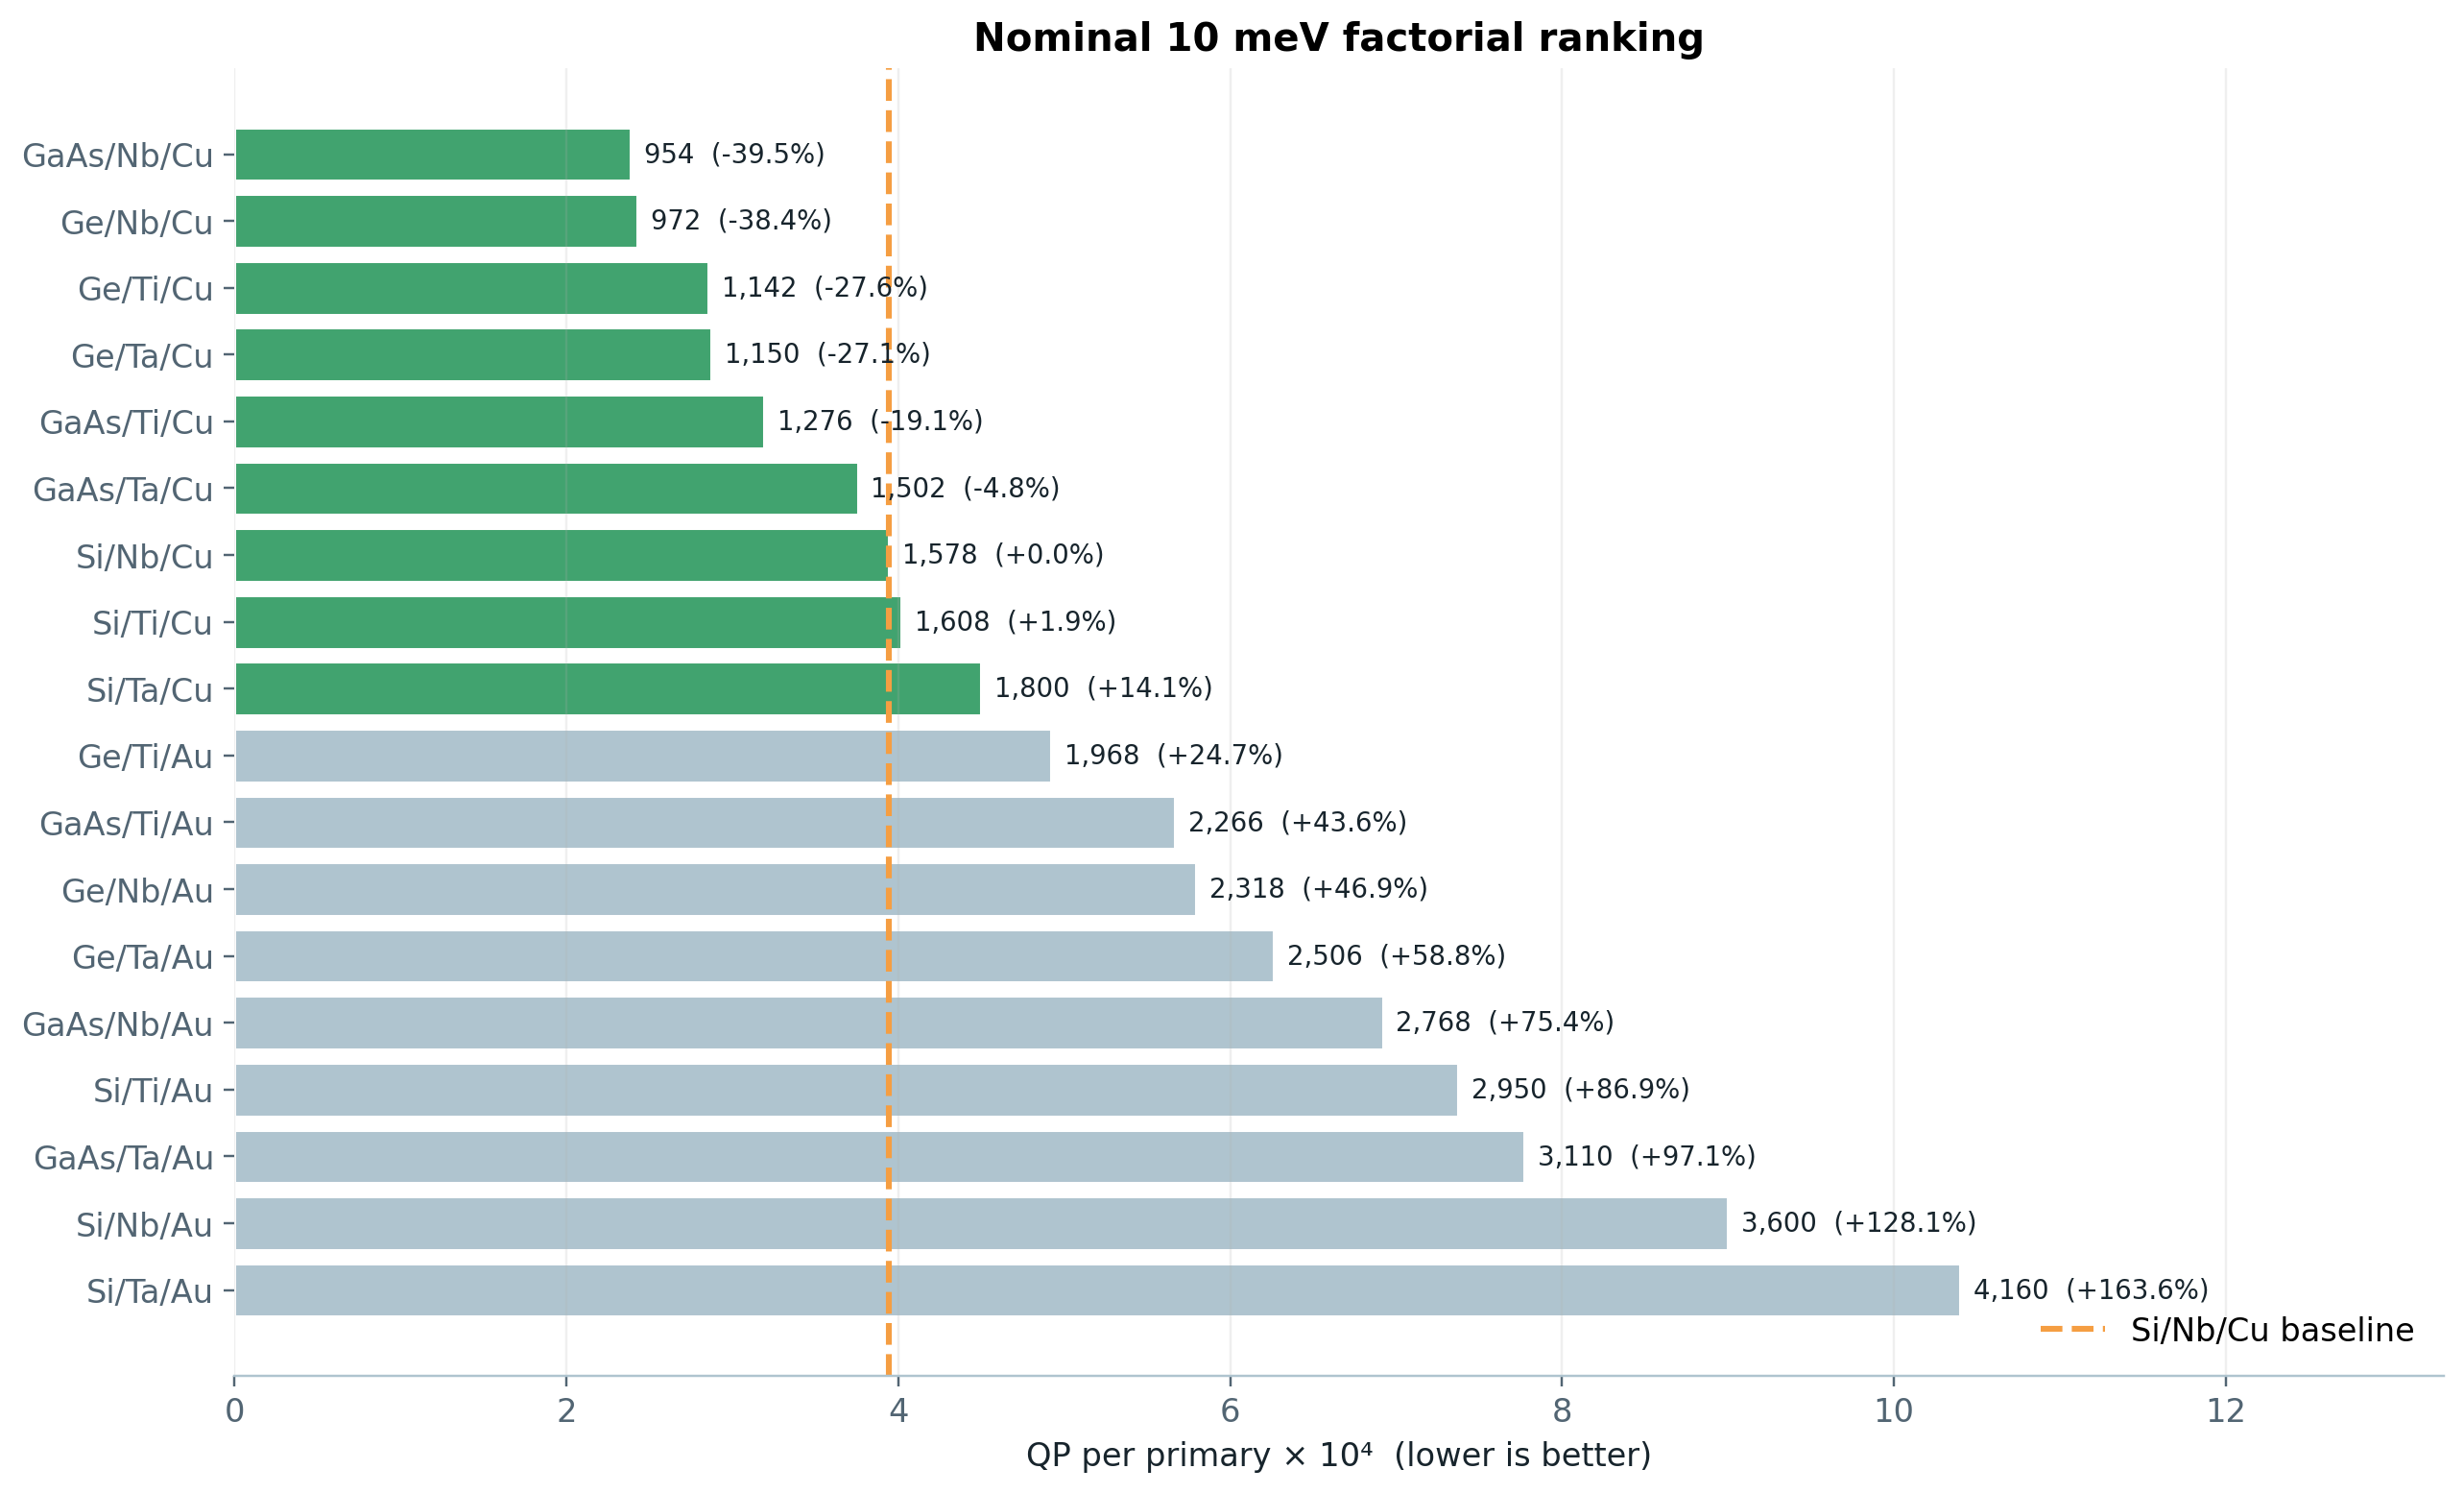 Nominal 10 meV factorial ranking
GaAs/Nb/Cu 954 (-39.5%)
Ge/Nb/Cu 972 (-38.4%)
Ge/Ti/Cu 1,142 (-27.6%)
Ge/Ta/Cu 1,150 (-27.1%)
GaAs/Ti/Cu 1,276 (-19.1%)
GaAs/Ta/Cu 1,502 (-4.8%)
Si/Nb/Cu 1,578 (+0.0%)
Si/Ti/Cu 1,608 (+1.9%)
Si/Ta/Cu 1,800 (+14.1%)
Ge/Ti/Au 1,968 (+24.7%)
GaAs/Ti/Au 2,266 (+43.6%)
Ge/Nb/Au 2,318 (+46.9%)
Ge/Ta/Au 2,506 (+58.8%)
GaAs/Nb/Au 2,768 (+75.4%)
Si/Ti/Au 2,950 (+86.9%)
GaAs/Ta/Au 3,110 (+97.1%)
Si/Nb/Au 3,600 (+128.1%)
Si/Ta/Au 4,160 (+163.6%)
Si/Nb/Cu baseline
0 2 4 6 8 10 12
QP per primary × 10⁴ (lower is better)